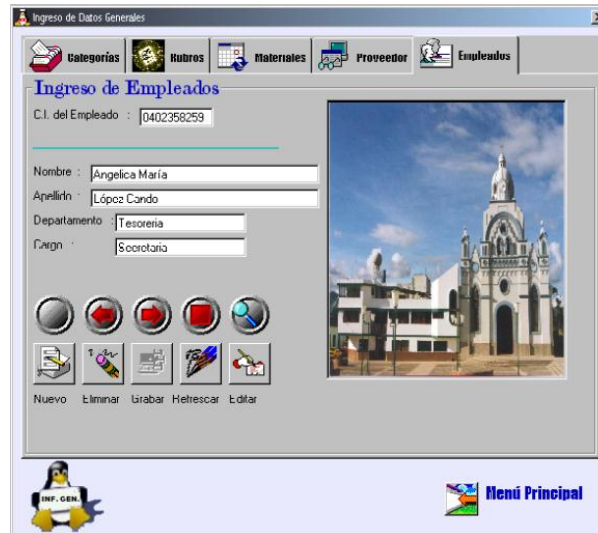 Ingreso de Datos Generales
Categorías Rubros Materiales Proveedor Empleados
Ingreso de Empleados
C.I. del Empleado : 0402358259
Nombre : Angelica María
Apellido : López Cando
Departamento : Tesoreria
Cargo : Secretaria
Nuevo Eliminar Grabar Refrescar Editar
INF. GEN.
Menú Principal